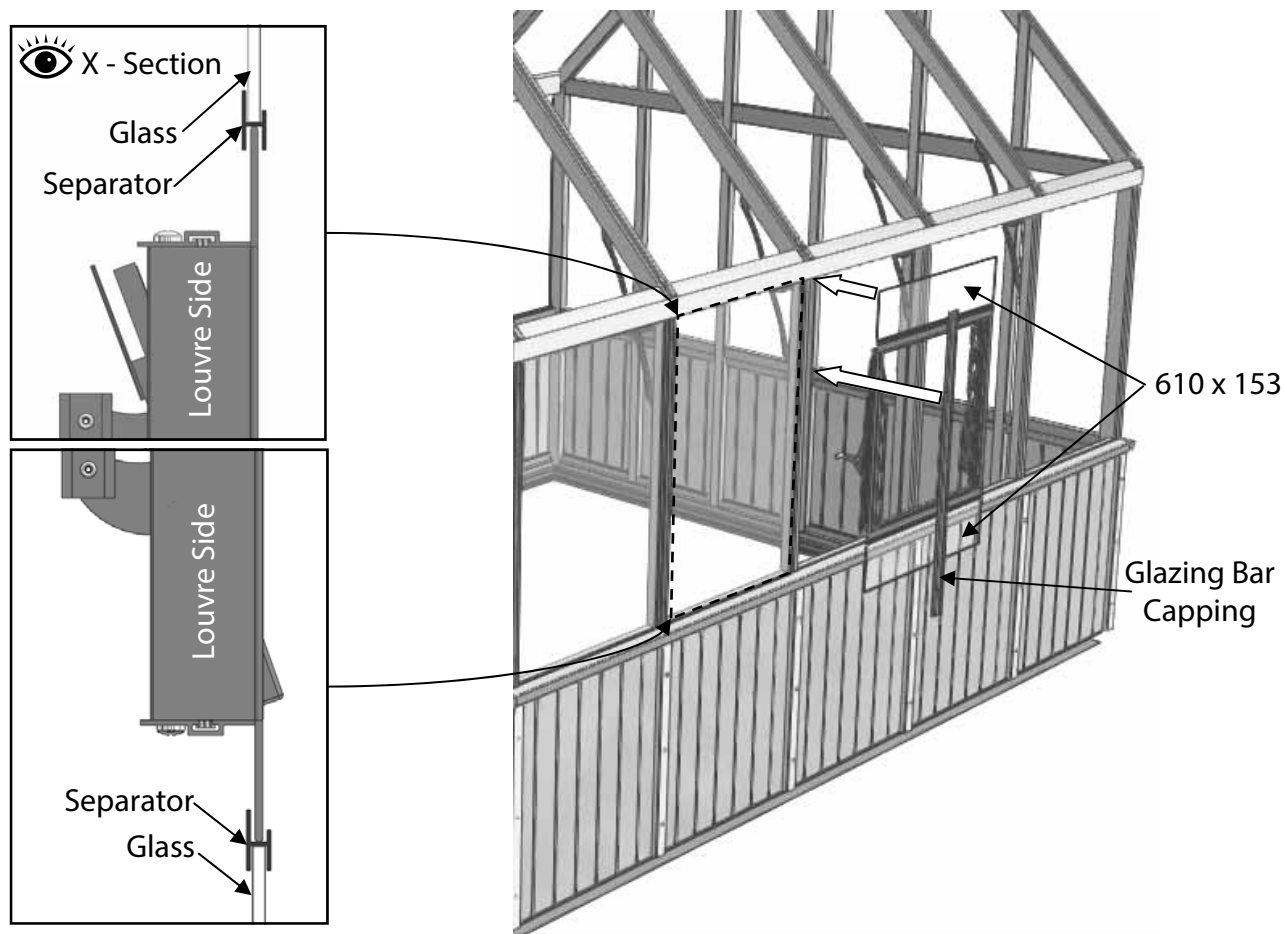 X - Section
Glass
Separator
Louvre Side
Louvre Side
Separator
Glass
610 x 153
Glazing Bar
Capping